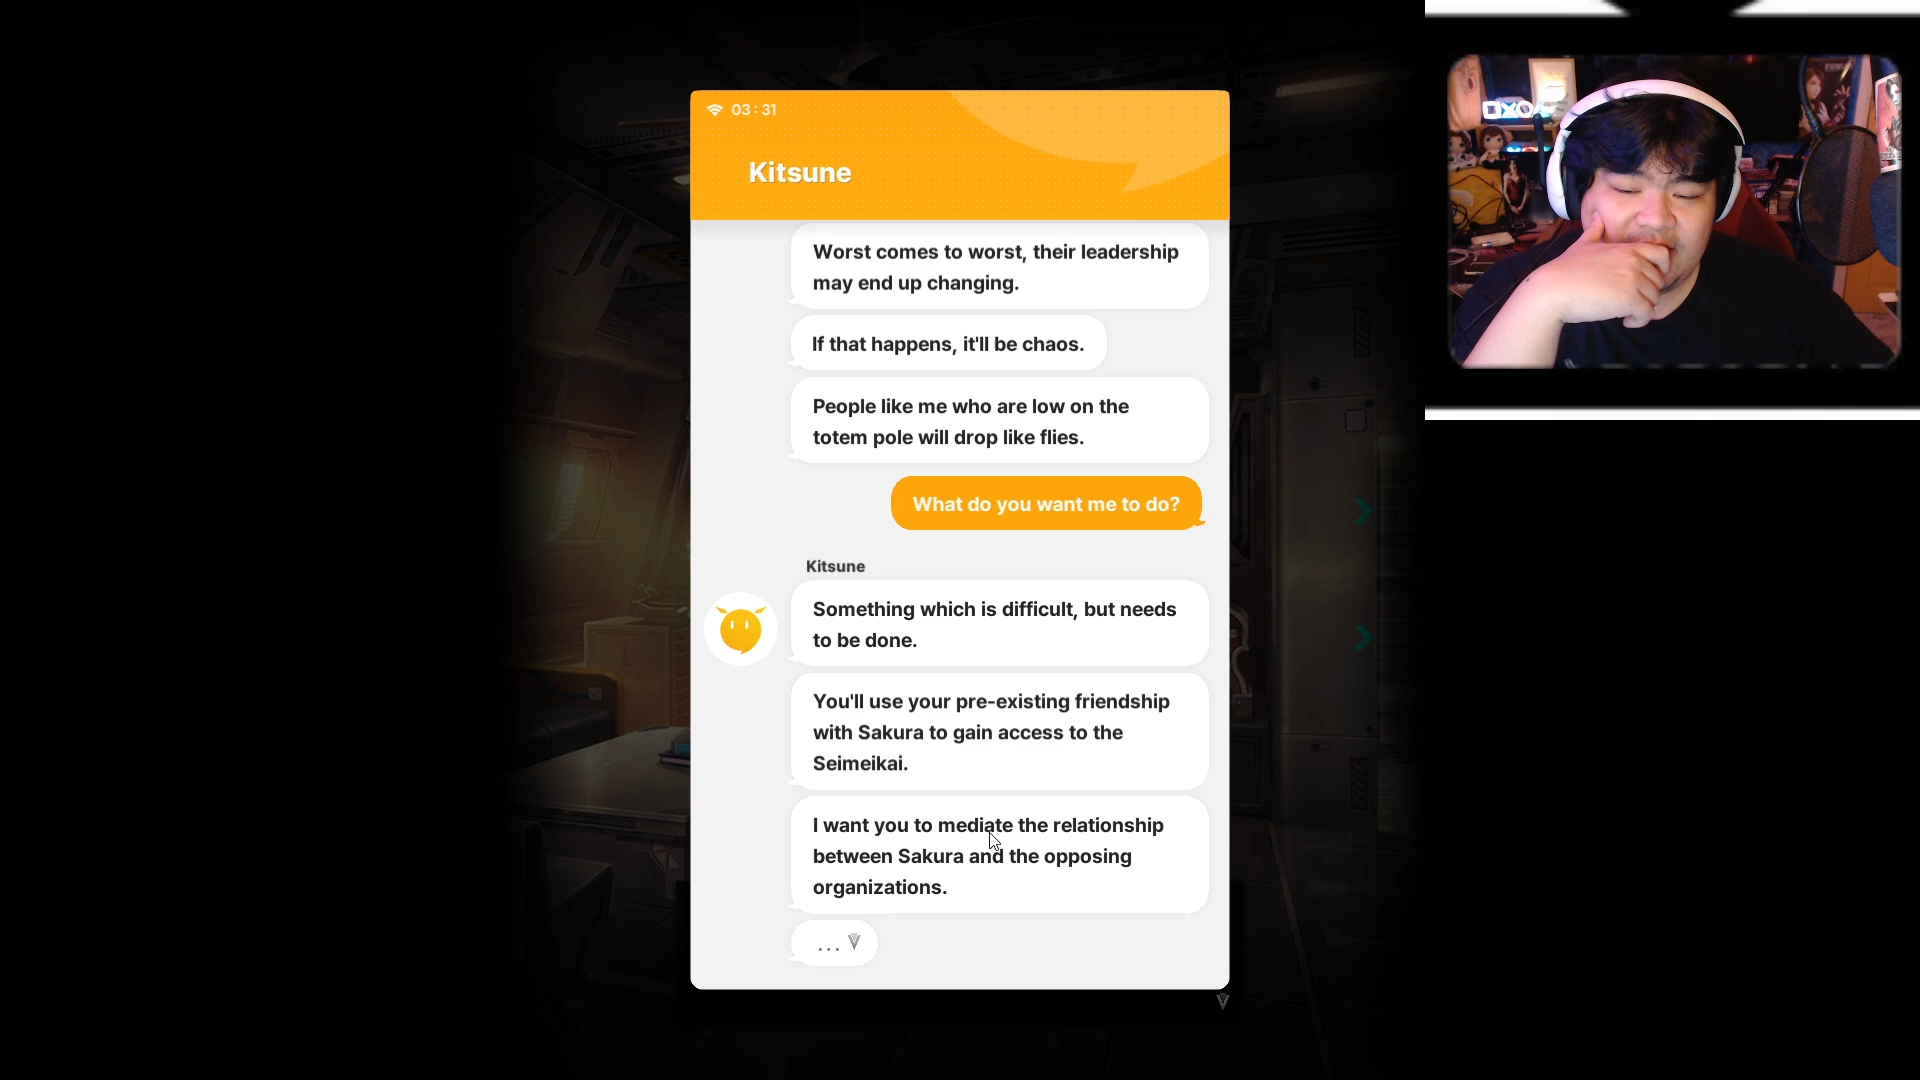 03:31
Kitsune
Worst comes to worst, their leadership
may end up changing.
If that happens, it'll be chaos.
People like me who are low on the
totem pole will drop like flies.
What do you want me to do?
Kitsune
Something which is difficult, but needs
to be done.
You'll use your pre-existing friendship
with Sakura to gain access to the
Seimeikai.
I want you to mediate the relationship
between Sakura and the opposing
organizations.
...